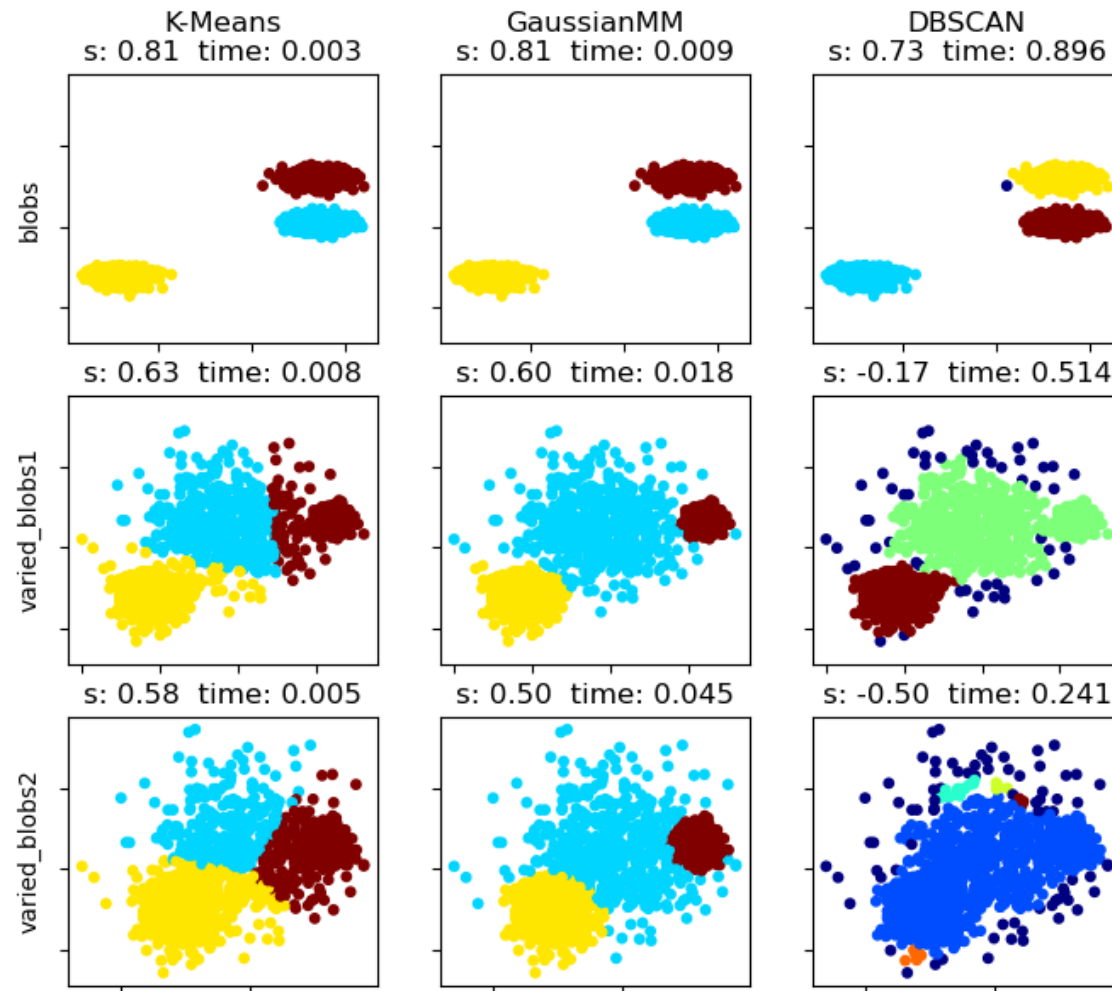 K-Means
s: 0.81 time: 0.003
GaussianMM
s: 0.81 time: 0.009
DBSCAN
s: 0.73 time: 0.896
blobs
s: 0.63 time: 0.008
s: 0.60 time: 0.018
s: -0.17 time: 0.514
varied_blobs1
s: 0.58 time: 0.005
s: 0.50 time: 0.045
s: -0.50 time: 0.241
varied_blobs2